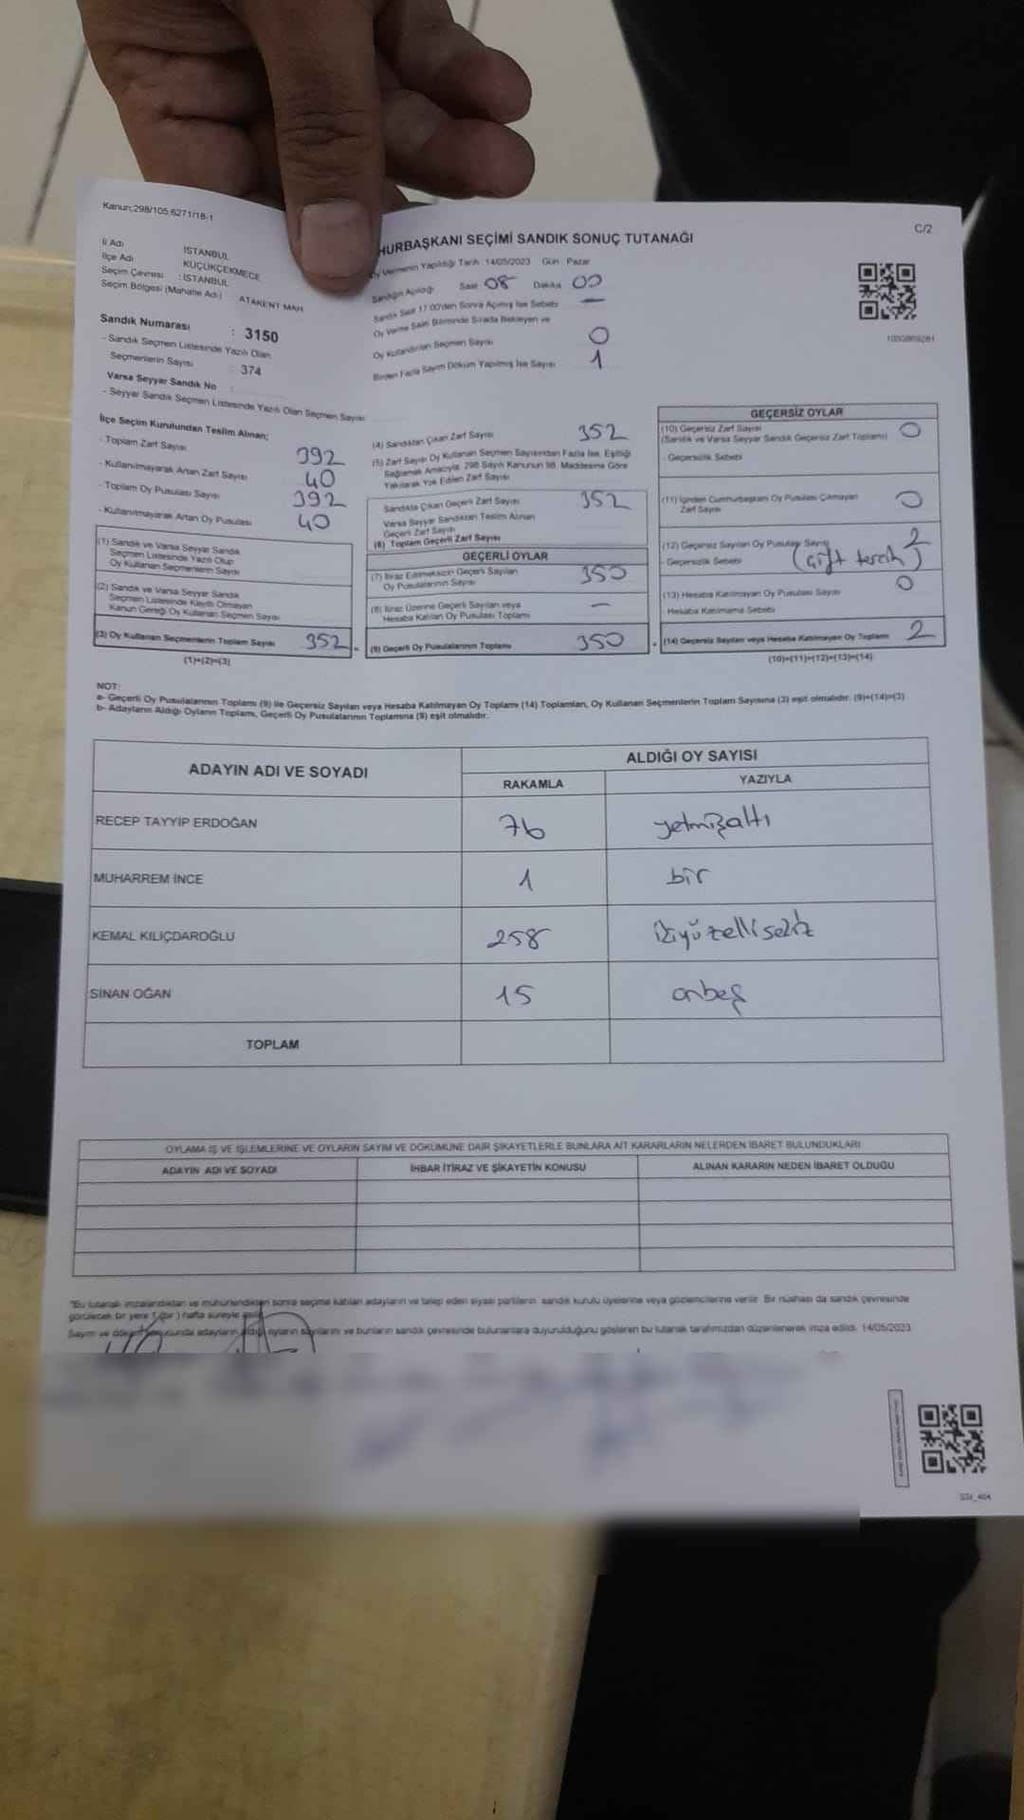 Kanun;298/105,6271/18-1
C/2
HURBAŞKANI SEÇİMİ SANDIK SONUÇ TUTANAĞI
İl Adı İSTANBUL
İlçe Adı KÜÇÜKÇEKMECE
Seçim Çevresi : İSTANBUL
Seçim Bölgesi (Mahalle Adı) ATAKENT MAH
Oy Vermenin Yapıldığı Tarih 14/05/2023 Gün Pazar
Sandığın Açıldığı Saat 08 Dakika 00
Sandık Saat 17:00'den Sonra Açılmış İse Sebebi —
Oy Verme Saati Bitiminde Sırada Bekleyen ve
Oy Kullandırılan Seçmen Sayısı 0
Birden Fazla Sayım Döküm Yapılmış İse Sayısı 1
Sandık Numarası : 3150
- Sandık Seçmen Listesinde Yazılı Olan
Seçmenlerin Sayısı : 374
Varsa Seyyar Sandık No :
- Seyyar Sandık Seçmen Listesinde Yazılı Olan Seçmen Sayısı
İlçe Seçim Kurulundan Teslim Alınan;
- Toplam Zarf Sayısı 392
- Kullanılmayarak Artan Zarf Sayısı 40
- Toplam Oy Pusulası Sayısı 392
- Kullanılmayarak Artan Oy Pusulası 40
(1) Sandık ve Varsa Seyyar Sandık
Seçmen Listesinde Yazılı Olup
Oy Kullanan Seçmenlerin Sayısı
(2) Sandık ve Varsa Seyyar Sandık
Seçmen Listesinde Kayıtlı Olmayan
Kanun Gereği Oy Kullanan Seçmen Sayısı
(3) Oy Kullanan Seçmenlerin Toplam Sayısı 352
(1)+(2)=(3)
(4) Sandıktan Çıkan Zarf Sayısı 352
(5) Zarf Sayısı Oy Kullanan Seçmen Sayısından Fazla İse, Eşitliği
Sağlamak Amacıyla 298 Sayılı Kanunun 98. Maddesine Göre
Yakılarak Yok Edilen Zarf Sayısı
Sandıkta Çıkan Geçerli Zarf Sayısı 352
Varsa Seyyar Sandıktan Teslim Alınan
Geçerli Zarf Sayısı
(6) Toplam Geçerli Zarf Sayısı
GEÇERLİ OYLAR
(7) İtiraz Edilmeksizin Geçerli Sayılan
Oy Pusulalarının Sayısı 350
(8) İtiraz Üzerine Geçerli Sayılan veya
Hesaba Katılan Oy Pusulası Toplamı —
(9) Geçerli Oy Pusulalarının Toplamı 350
GEÇERSİZ OYLAR
(10) Geçersiz Zarf Sayısı 0
(Sandık ve Varsa Seyyar Sandık Geçersiz Zarf Toplamı)
- Geçersizlik Sebebi
(11) İçinden Cumhurbaşkanı Oy Pusulası Çıkmayan
Zarf Sayısı 0
(12) Geçersiz Sayılan Oy Pusulası Sayısı 2
- Geçersizlik Sebebi (çift tercih)
(13) Hesaba Katılmayan Oy Pusulası Sayısı 0
Hesaba Katılmama Sebebi
(14) Geçersiz Sayılan veya Hesaba Katılmayan Oy Toplamı 2
(10)+(11)+(12)+(13)=(14)
NOT:
a- Geçerli Oy Pusulalarının Toplamı (9) ile Geçersiz Sayılan veya Hesaba Katılmayan Oy Toplamı (14) Toplamları, Oy Kullanan Seçmenlerin Toplam Sayısına (3) eşit olmalıdır. (9)+(14)=(3)
b- Adayların Aldığı Oyların Toplamı, Geçerli Oy Pusulalarının Toplamına (9) eşit olmalıdır.
ADAYIN ADI VE SOYADI ALDIĞI OY SAYISI
RAKAMLA YAZIYLA
RECEP TAYYİP ERDOĞAN 76 yetmişaltı
MUHARREM İNCE 1 bir
KEMAL KILIÇDAROĞLU 258 ikiyüzellisekiz
SİNAN OĞAN 15 onbeş
TOPLAM
OYLAMA İŞ VE İŞLEMLERİNE VE OYLARIN SAYIM VE DÖKÜMÜNE DAİR ŞİKAYETLERLE BUNLARA AİT KARARLARIN NELERDEN İBARET BULUNDUKLARI
ADAYIN ADI VE SOYADI İHBAR İTİRAZ VE ŞİKAYETİN KONUSU ALINAN KARARIN NEDEN İBARET OLDUĞU
"Bu tutanak imzalandıktan ve mühürlendikten sonra seçime katılan adayların ve talep eden siyasi partilerin sandık kurulu üyelerine veya gözlemcilerine verilir. Bir nüshası da sandık çevresinde
görülecek bir yere 1 (bir) hafta süreyle
Sayım ve döküm sonucunda adayların aldığı oyların sayılarını ve bunların sandık çevresinde bulunanlara duyurulduğunu gösteren bu tutanak tarafımızdan düzenlenerek imza edildi. 14/05/2023